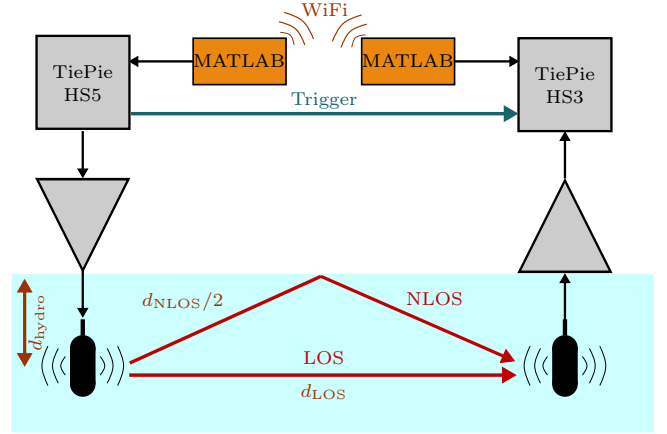 WiFi
MATLAB
MATLAB
TiePie
HS5
TiePie
HS3
Trigger
d_NLOS/2
NLOS
d_hydro
LOS
d_LOS